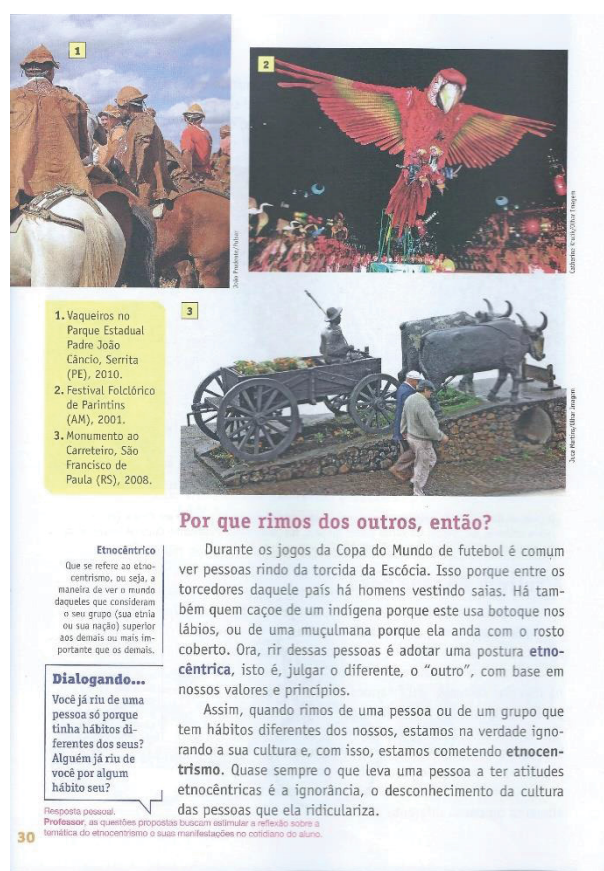 1
2
João Prudente/Pulsar
Catherine Krulik/Olhar Imagem
1. Vaqueiros no
Parque Estadual
Padre João
Câncio, Serrita
(PE), 2010.
2. Festival Folclórico
de Parintins
(AM), 2001.
3. Monumento ao
Carreteiro, São
Francisco de
Paula (RS), 2008.
3
Juca Martins/Olhar Imagem
Por que rimos dos outros, então?
Etnocêntrico
Que se refere ao etno-
centrismo, ou seja, a
maneira de ver o mundo
daqueles que consideram
o seu grupo (sua etnia
ou sua nação) superior
aos demais ou mais im-
portante que os demais.
Dialogando...
Você já riu de uma
pessoa só porque
tinha hábitos di-
ferentes dos seus?
Alguém já riu de
você por algum
hábito seu?
Durante os jogos da Copa do Mundo de futebol é comum
ver pessoas rindo da torcida da Escócia. Isso porque entre os
torcedores daquele país há homens vestindo saias. Há tam-
bém quem caçoe de um indígena porque este usa botoque nos
lábios, ou de uma muçulmana porque ela anda com o rosto
coberto. Ora, rir dessas pessoas é adotar uma postura etno-
cêntrica, isto é, julgar o diferente, o “outro”, com base em
nossos valores e princípios.
Assim, quando rimos de uma pessoa ou de um grupo que
tem hábitos diferentes dos nossos, estamos na verdade igno-
rando a sua cultura e, com isso, estamos cometendo etnocen-
trismo. Quase sempre o que leva uma pessoa a ter atitudes
etnocêntricas é a ignorância, o desconhecimento da cultura
das pessoas que ela ridiculariza.
Resposta pessoal.
Professor, as questões propostas buscam estimular a reflexão sobre a
temática do etnocentrismo e suas manifestações no cotidiano do aluno.
30